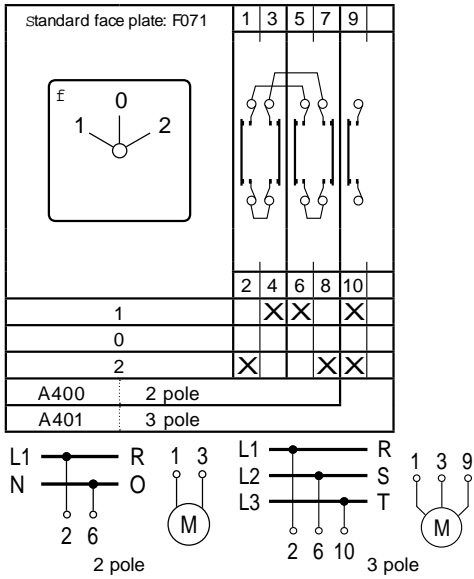 Standard face plate: F071
1 3 5 7 9
f
0
1 2
2 4 6 8 10
1 X X X
0
2 X X X
A400 2 pole
A401 3 pole
L1 R
N O
1 3
M
2 6
2 pole
L1 R
L2 S
L3 T
1 3 9
M
2 6 10
3 pole